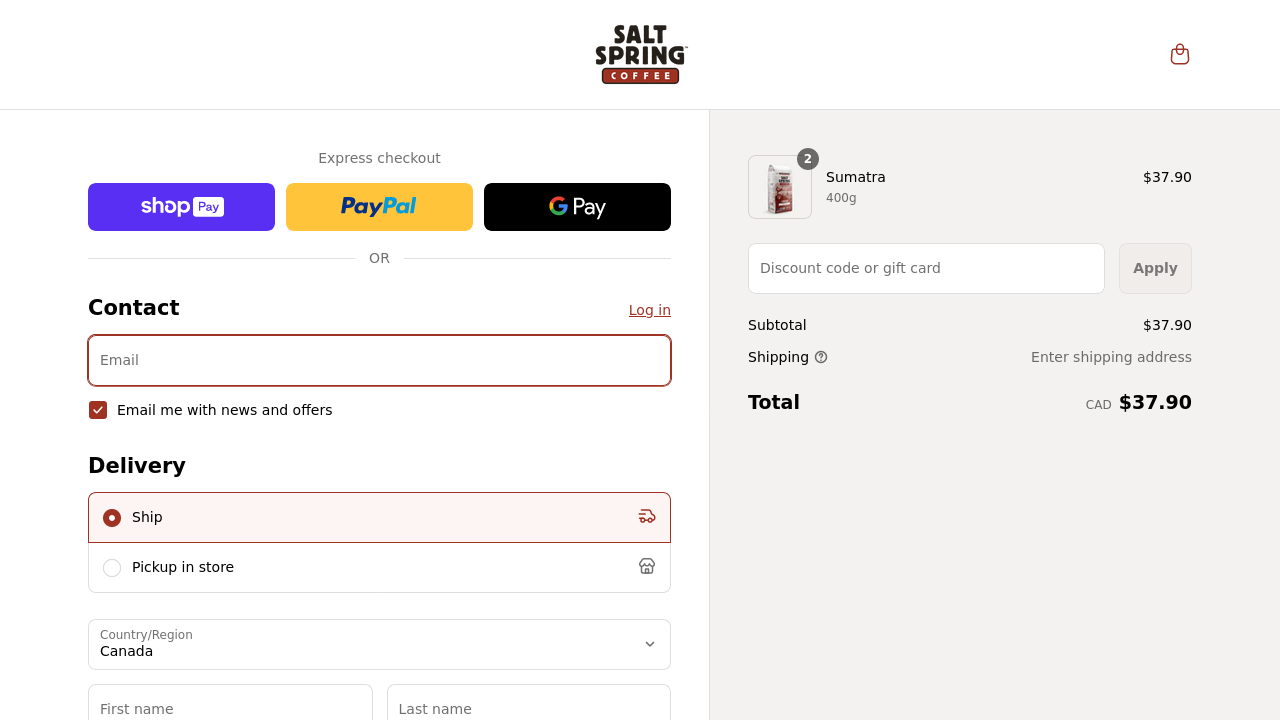 SALT
SPRING
COFFEE
Express checkout
shop Pay
PayPal
G Pay
OR
Contact
Log in
Email
Email me with news and offers
Delivery
Ship
Pickup in store
Country/Region
Canada
First name
Last name
2
Sumatra
$37.90
400g
Discount code or gift card
Apply
Subtotal
$37.90
Shipping
Enter shipping address
Total
CAD $37.90